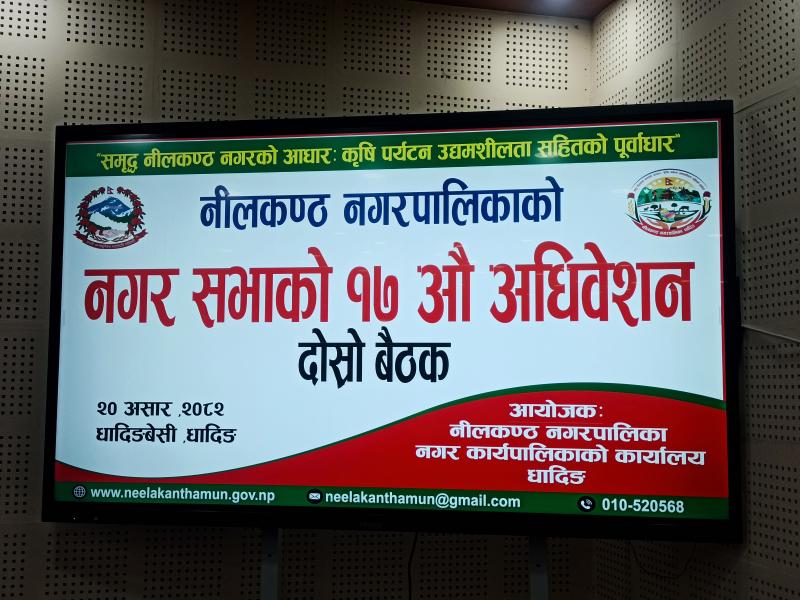 "समृद्ध नीलकण्ठ नगरको आधार: कृषि पर्यटन उद्यमशीलता सहितको पूर्वाधार"
नीलकण्ठ नगरपालिकाको
नगर सभाको १७ औ अधिवेशन
दोस्रो बैठक
२० असार ,२०८२
धादिङबेसी ,धादिङ
आयोजक:
नीलकण्ठ नगरपालिका
नगर कार्यपालिकाको कार्यालय
धादिङ
www.neelakanthamun.gov.np
neelakanthamun@gmail.com
010-520568